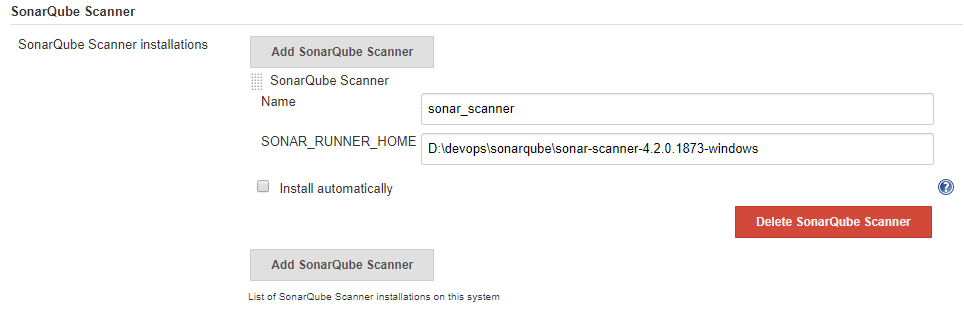 SonarQube Scanner
SonarQube Scanner installations
Add SonarQube Scanner
SonarQube Scanner
Name
sonar_scanner
SONAR_RUNNER_HOME
D:\devops\sonarqube\sonar-scanner-4.2.0.1873-windows
Install automatically
?
Delete SonarQube Scanner
Add SonarQube Scanner
List of SonarQube Scanner installations on this system